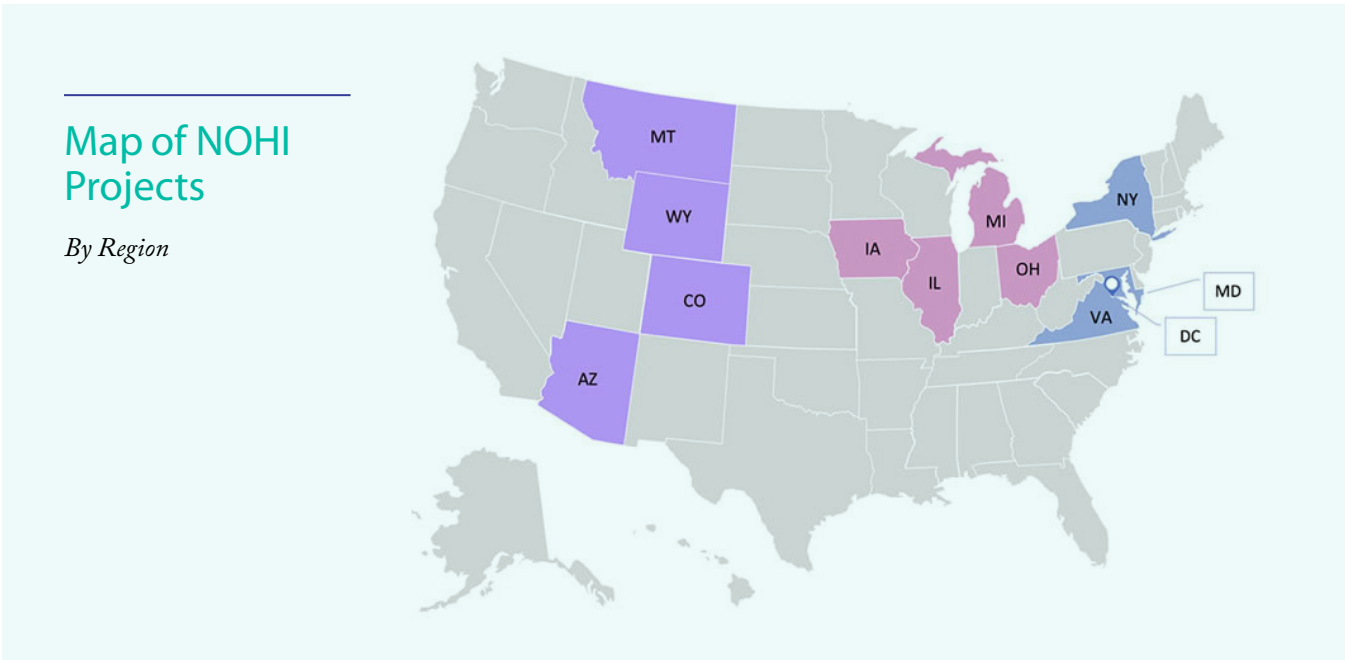 Map of NOHI
Projects
By Region
MT
WY
CO
AZ
IA
IL
MI
OH
NY
VA
MD
DC